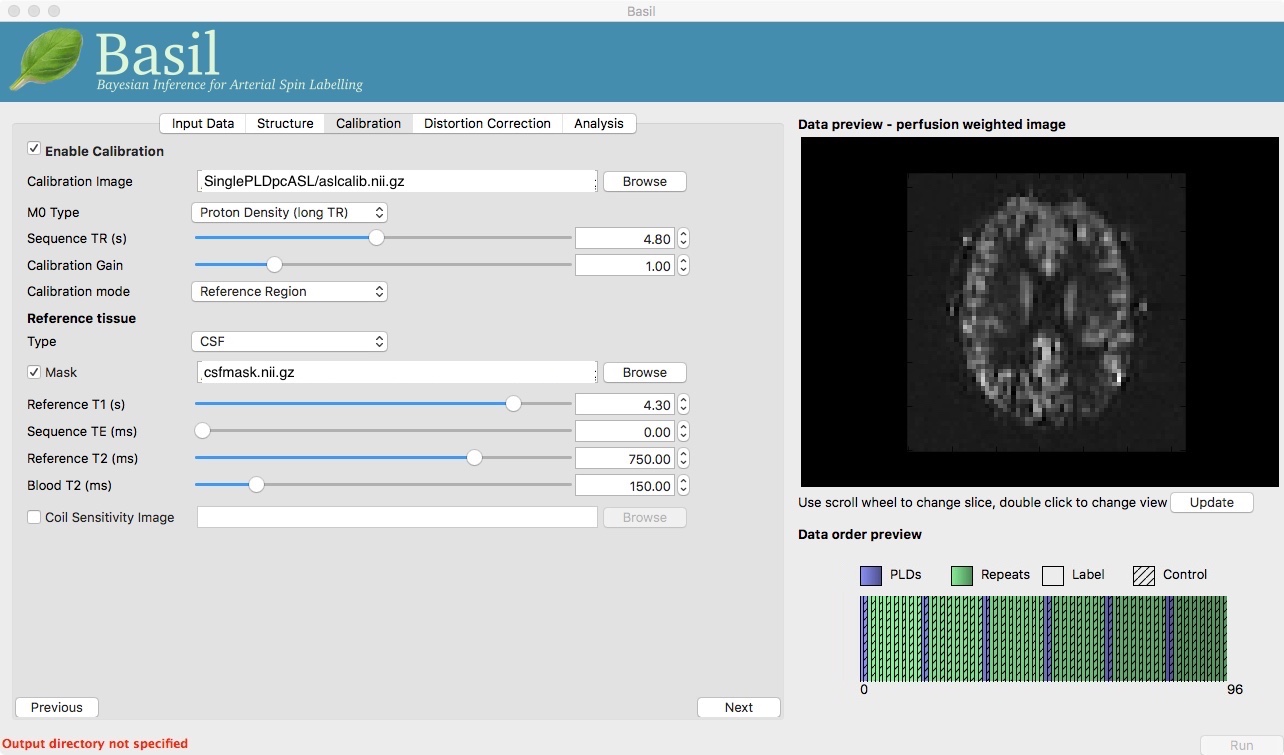 Basil
Basil
Bayesian Inference for Arterial Spin Labelling
Input Data Structure Calibration Distortion Correction Analysis
Enable Calibration
Calibration Image SinglePLDpcASL/aslcalib.nii.gz Browse
M0 Type Proton Density (long TR)
Sequence TR (s) 4.80
Calibration Gain 1.00
Calibration mode Reference Region
Reference tissue
Type CSF
Mask csfmask.nii.gz Browse
Reference T1 (s) 4.30
Sequence TE (ms) 0.00
Reference T2 (ms) 750.00
Blood T2 (ms) 150.00
Coil Sensitivity Image Browse
Previous Next
Data preview - perfusion weighted image
Use scroll wheel to change slice, double click to change view Update
Data order preview
PLDs Repeats Label Control
0 96
Output directory not specified Run